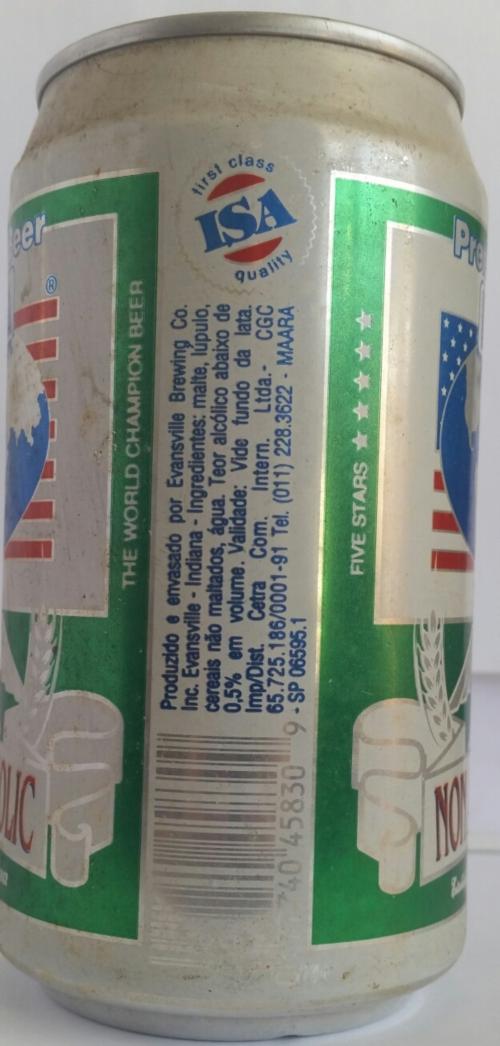 Beer
®
THE WORLD CHAMPION BEER
first class
ISA
quality
Produzido e envasado por Evansville Brewing Co.
Inc. Evansville - Indiana - Ingredientes: malte, lúpulo,
cereais não maltados, água. Teor alcólico abaixo de
0,5% em volume. Validade: Vide fundo da lata.
Imp/Dist. Cetra Com. Intern. Ltda.- CGC
65.725.186/0001-91 Tel. (011) 228.3622 - MAARA
- SP 06595.1
40 45830 9
FIVE STARS ★ ★ ★ ★ ★
Pre
OLIC
NON